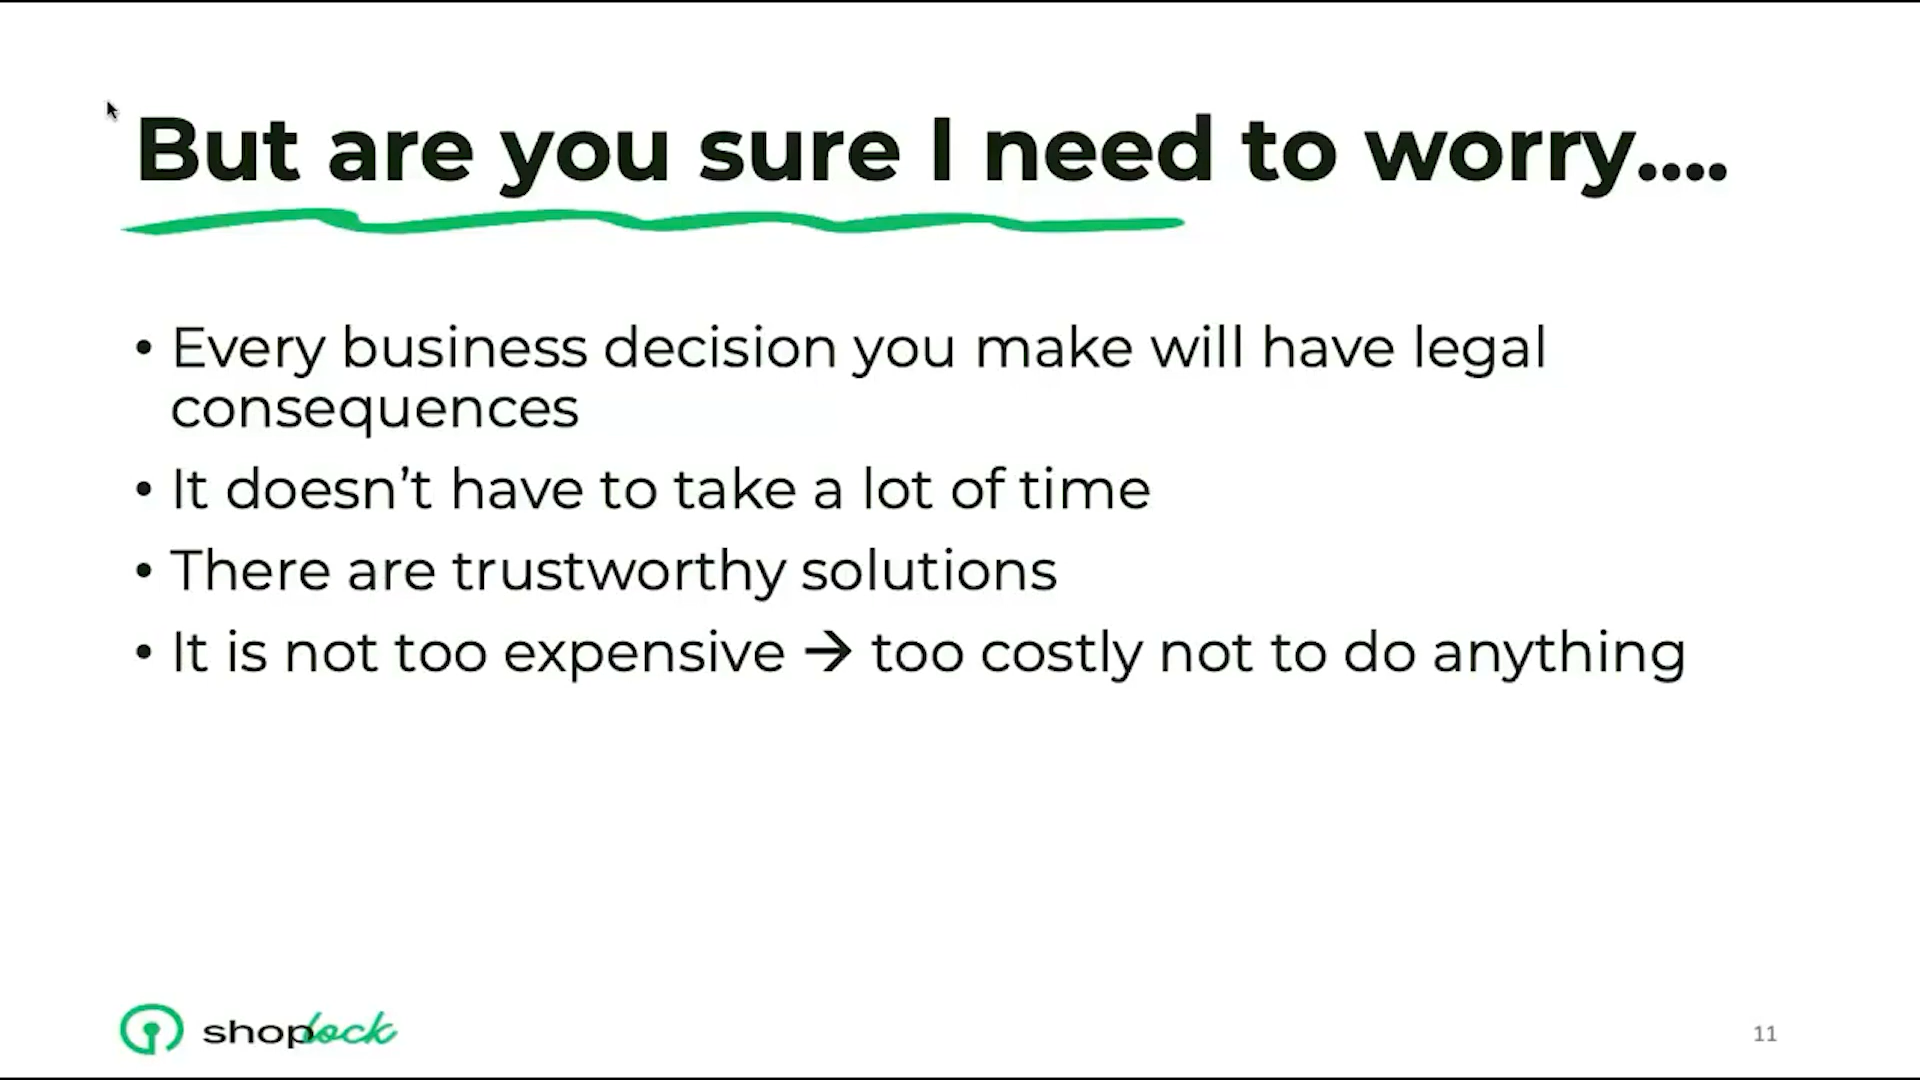 But are you sure I need to worry....
• Every business decision you make will have legal
consequences
• It doesn’t have to take a lot of time
• There are trustworthy solutions
• It is not too expensive → too costly not to do anything
shoplock
11